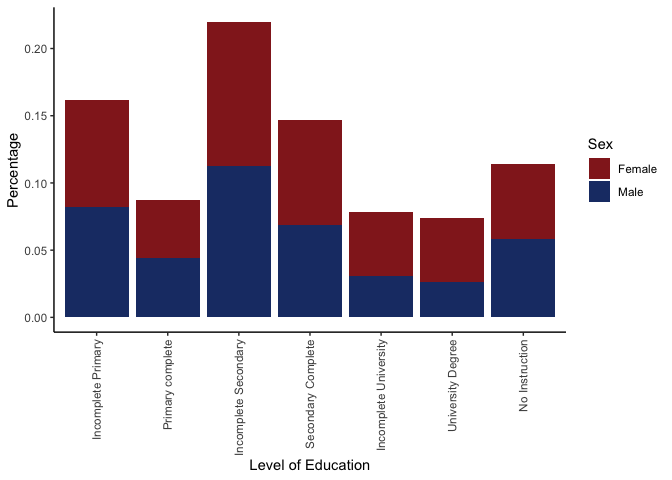 Percentage
0.20
0.15
0.10
0.05
0.00
Incomplete Primary
Primary complete
Incomplete Secondary
Secondary Complete
Incomplete University
University Degree
No Instruction
Level of Education
Sex
Female
Male